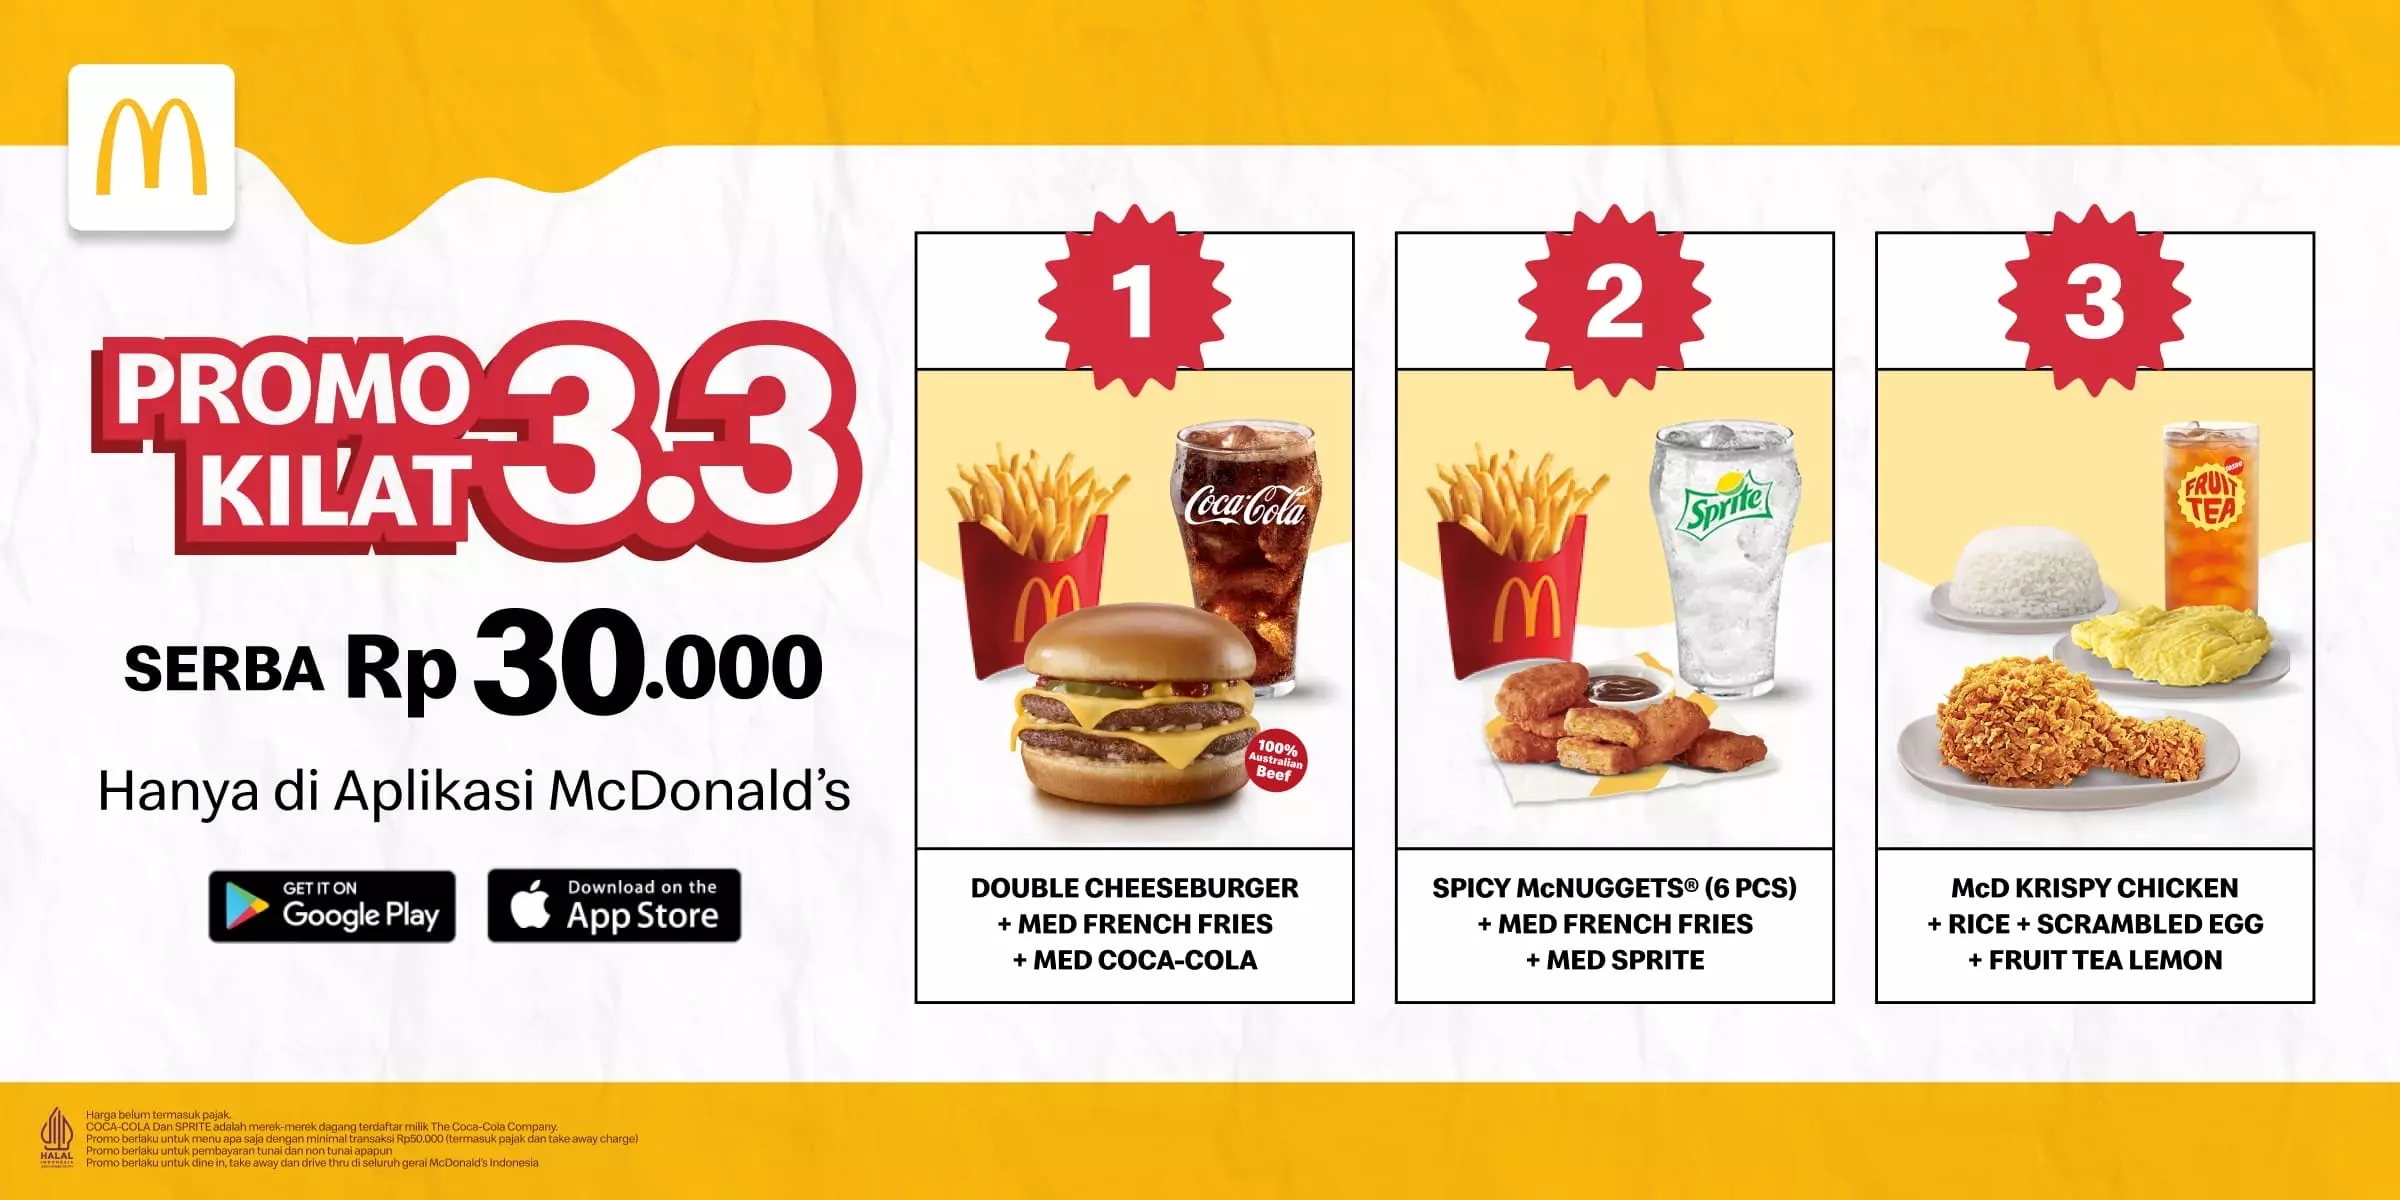 PROMO
KILAT
3.3
SERBA Rp 30.000
Hanya di Aplikasi McDonald's
GET IT ON
Google Play
Download on the
App Store
1
Coca-Cola
100%
Australian
Beef
DOUBLE CHEESEBURGER
+ MED FRENCH FRIES
+ MED COCA-COLA
2
Sprite
SPICY McNUGGETS® (6 PCS)
+ MED FRENCH FRIES
+ MED SPRITE
3
SOSRO
FRUIT
TEA
McD KRISPY CHICKEN
+ RICE + SCRAMBLED EGG
+ FRUIT TEA LEMON
HALAL
INDONESIA
Harga belum termasuk pajak.
COCA-COLA Dan SPRITE adalah merek-merek dagang terdaftar milik The Coca-Cola Company.
Promo berlaku untuk menu apa saja dengan minimal transaksi Rp50.000 (termasuk pajak dan take away charge)
Promo berlaku untuk pembayaran tunai dan non tunai apapun
Promo berlaku untuk dine in, take away dan drive thru di seluruh gerai McDonald's Indonesia